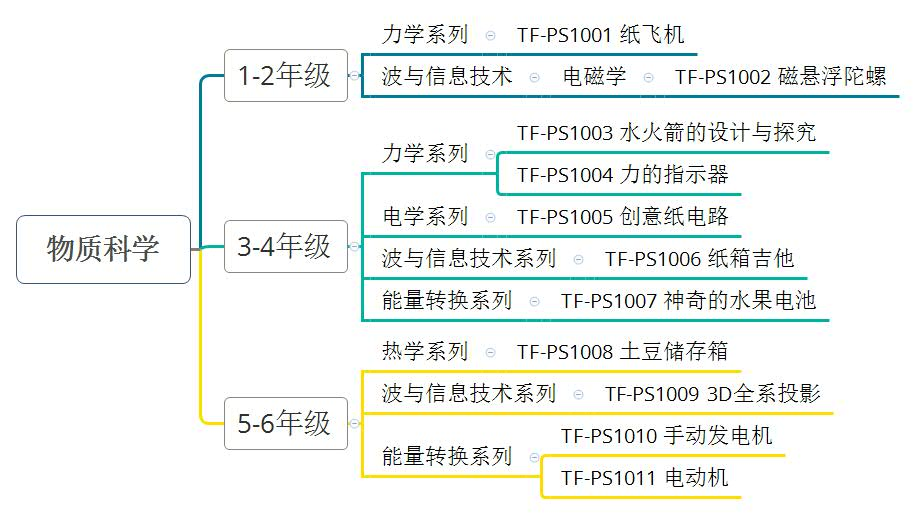 物质科学
1-2年级
力学系列
TF-PS1001 纸飞机
波与信息技术
电磁学
TF-PS1002 磁悬浮陀螺
3-4年级
力学系列
TF-PS1003 水火箭的设计与探究
TF-PS1004 力的指示器
电学系列
TF-PS1005 创意纸电路
波与信息技术系列
TF-PS1006 纸箱吉他
能量转换系列
TF-PS1007 神奇的水果电池
5-6年级
热学系列
TF-PS1008 土豆储存箱
波与信息技术系列
TF-PS1009 3D全系投影
能量转换系列
TF-PS1010 手动发电机
TF-PS1011 电动机